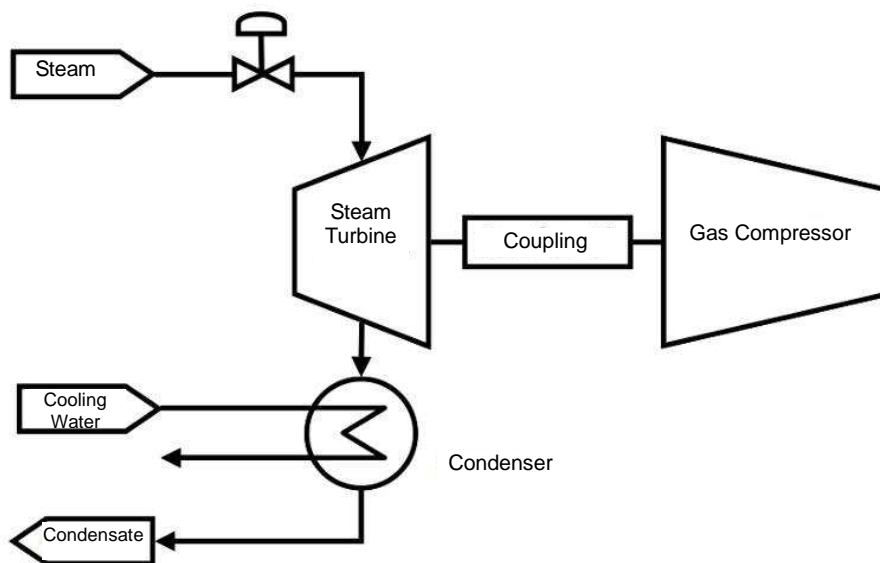 Steam
Steam
Turbine
Coupling
Gas Compressor
Cooling
Water
Condenser
Condensate